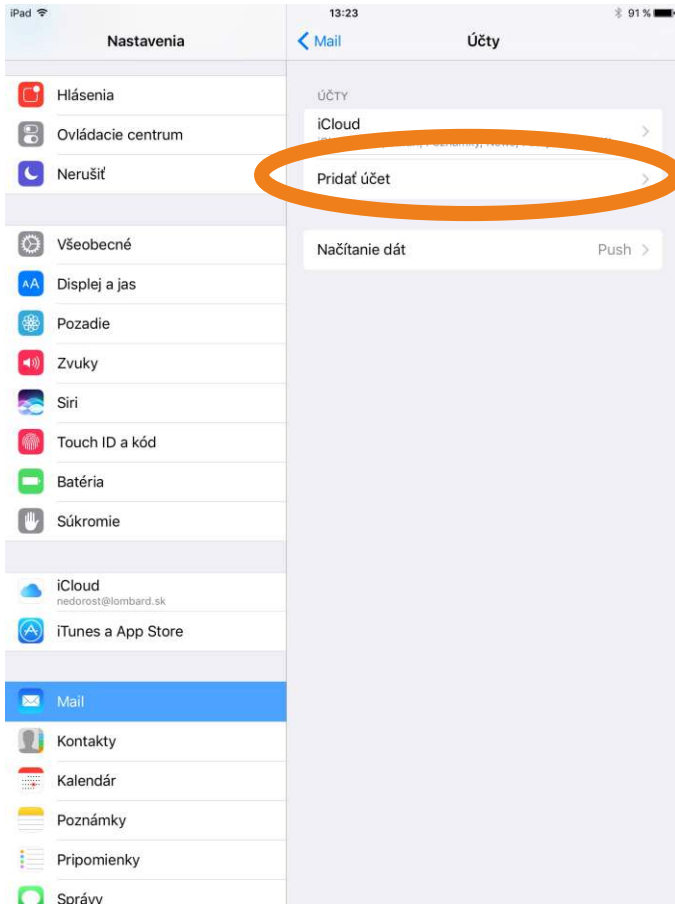 iPad 13:23 91 %
Nastavenia
Mail
Účty
Hlásenia
Ovládacie centrum
Nerušiť
Všeobecné
Displej a jas
Pozadie
Zvuky
Siri
Touch ID a kód
Batéria
Súkromie
iCloud
nedorost@lombard.sk
iTunes a App Store
Mail
Kontakty
Kalendár
Poznámky
Pripomienky
Správy
ÚČTY
iCloud
Pridať účet
Načítanie dát Push